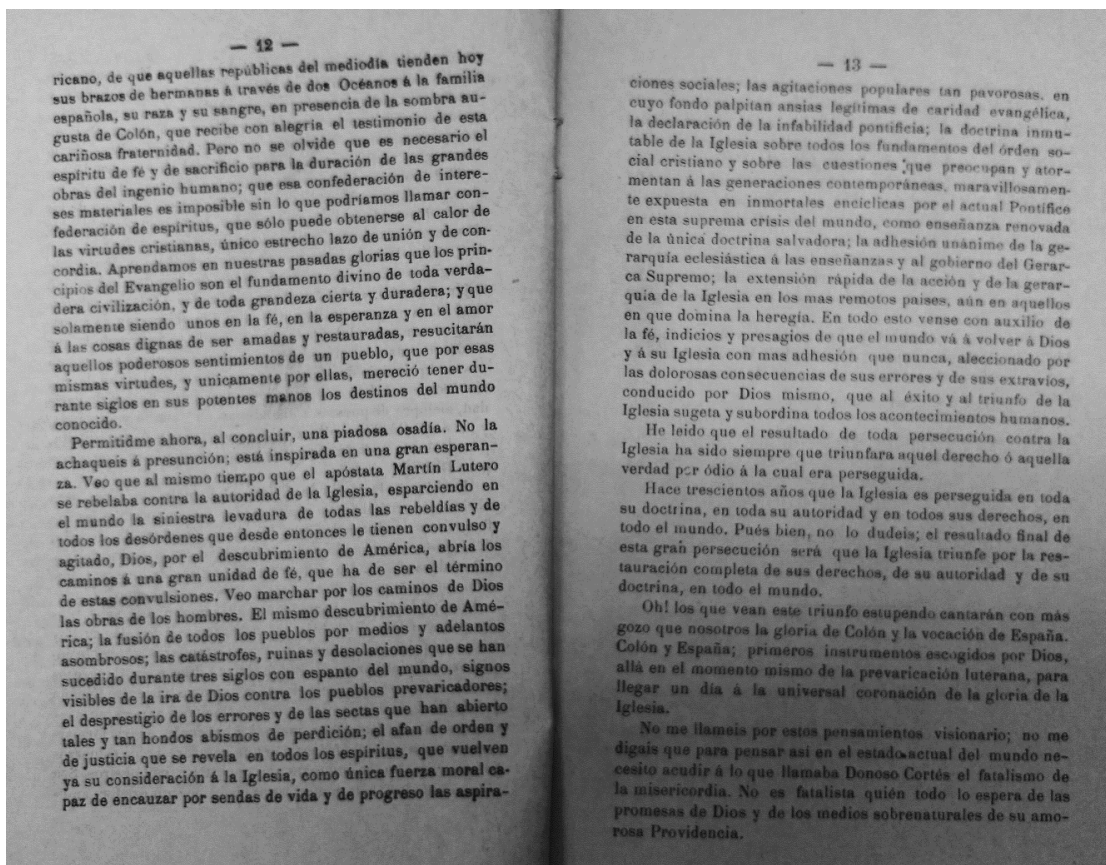 — 12 —
ricano, de que aquellas repúblicas del mediodía tienden hoy
sus brazos de hermanas á través de dos Océanos á la familia
española, su raza y su sangre, en presencia de la sombra au-
gusta de Colón, que recibe con alegría el testimonio de esta
cariñosa fraternidad. Pero no se olvide que es necesario el
espíritu de fé y de sacrificio para la duración de las grandes
obras del ingenio humano; que esa confederación de intere-
ses materiales es imposible sin lo que podríamos llamar con-
federación de espíritus, que sólo puede obtenerse al calor de
las virtudes cristianas, único estrecho lazo de unión y de con-
cordia. Aprendamos en nuestras pasadas glorias que los prin-
cipios del Evangelio son el fundamento divino de toda verda-
dera civilización, y de toda grandeza cierta y duradera; y que
solamente siendo unos en la fé, en la esperanza y en el amor
á las cosas dignas de ser amadas y restauradas, resucitarán
aquellos poderosos sentimientos de un pueblo, que por esas
mismas virtudes, y unicamente por ellas, mereció tener du-
rante siglos en sus potentes manos los destinos del mundo
conocido.
Permitidme ahora, al concluir, una piadosa osadía. No la
achaqueis á presunción; está inspirada en una gran esperan-
za. Veo que al mismo tiempo que el apóstata Martín Lutero
se rebelaba contra la autoridad de la Iglesia, esparciendo en
el mundo la siniestra levadura de todas las rebeldías y de
todos los desórdenes que desde entonces le tienen convulso y
agitado, Dios, por el descubrimiento de América, abría los
caminos á una gran unidad de fé, que ha de ser el término
de estas convulsiones. Veo marchar por los caminos de Dios
las obras de los hombres. El mismo descubrimiento de Amé-
rica; la fusión de todos los pueblos por medios y adelantos
asombrosos; las catástrofes, ruinas y desolaciones que se han
sucedido durante tres siglos con espanto del mundo, signos
visibles de la ira de Dios contra los pueblos prevaricadores;
el desprestigio de los errores y de las sectas que han abierto
tales y tan hondos abismos de perdición; el afan de orden y
de justicia que se revela en todos los espíritus, que vuelven
ya su consideración á la Iglesia, como única fuerza moral ca-
paz de encauzar por sendas de vida y de progreso las aspira-
— 13 —
ciones sociales; las agitaciones populares tan pavorosas. en
cuyo fondo palpitan ansias legítimas de caridad evangélica,
la declaración de la infabilidad pontificia; la doctrina inmu-
table de la Iglesia sobre todos los fundamentos del órden so-
cial cristiano y sobre las cuestiones que preocupan y ator-
mentan á las generaciones contemporáneas, maravillosamen-
te expuesta en inmortales encíclicas por el actual Pontífice
en esta suprema crisis del mundo, como enseñanza renovada
de la única doctrina salvadora; la adhesión unánime de la ge-
rarquía eclesiástica á las enseñanzas y al gobierno del Gerar-
ca Supremo; la extensión rápida de la acción y de la gerar-
quía de la Iglesia en los mas remotos paises, aún en aquellos
en que domina la heregía. En todo esto vense con auxilio de
la fé, indicios y presagios de que el mundo vá á volver á Dios
y á su Iglesia con mas adhesión que nunca, aleccionado por
las dolorosas consecuencias de sus errores y de sus extravíos,
conducido por Dios mismo, que al éxito y al triunfo de la
Iglesia sugeta y subordina todos los acontecimientos humanos.
He leido que el resultado de toda persecución contra la
Iglesia ha sido siempre que triunfara aquel derecho ó aquella
verdad por ódio á la cual era perseguida.
Hace trescientos años que la Iglesia es perseguida en toda
su doctrina, en toda su autoridad y en todos sus derechos, en
todo el mundo. Pués bien, no lo dudeis; el resultado final de
esta gran persecución será que la Iglesia triunfe por la res-
tauración completa de sus derechos, de su autoridad y de su
doctrina, en todo el mundo.
Oh! los que vean este triunfo estupendo cantarán con más
gozo que nosotros la gloria de Colón y la vocación de España.
Colón y España; primeros instrumentos escogidos por Dios,
allá en el momento mismo de la prevaricación luterana, para
llegar un día á la universal coronación de la gloria de la
Iglesia.
No me llameis por estos pensamientos visionario; no me
digais que para pensar así en el estado actual del mundo ne-
cesito acudir á lo que llamaba Donoso Cortés el fatalismo de
la misericordia. No es fatalista quién todo lo espera de las
promesas de Dios y de los medios sobrenaturales de su amo-
rosa Providencia.